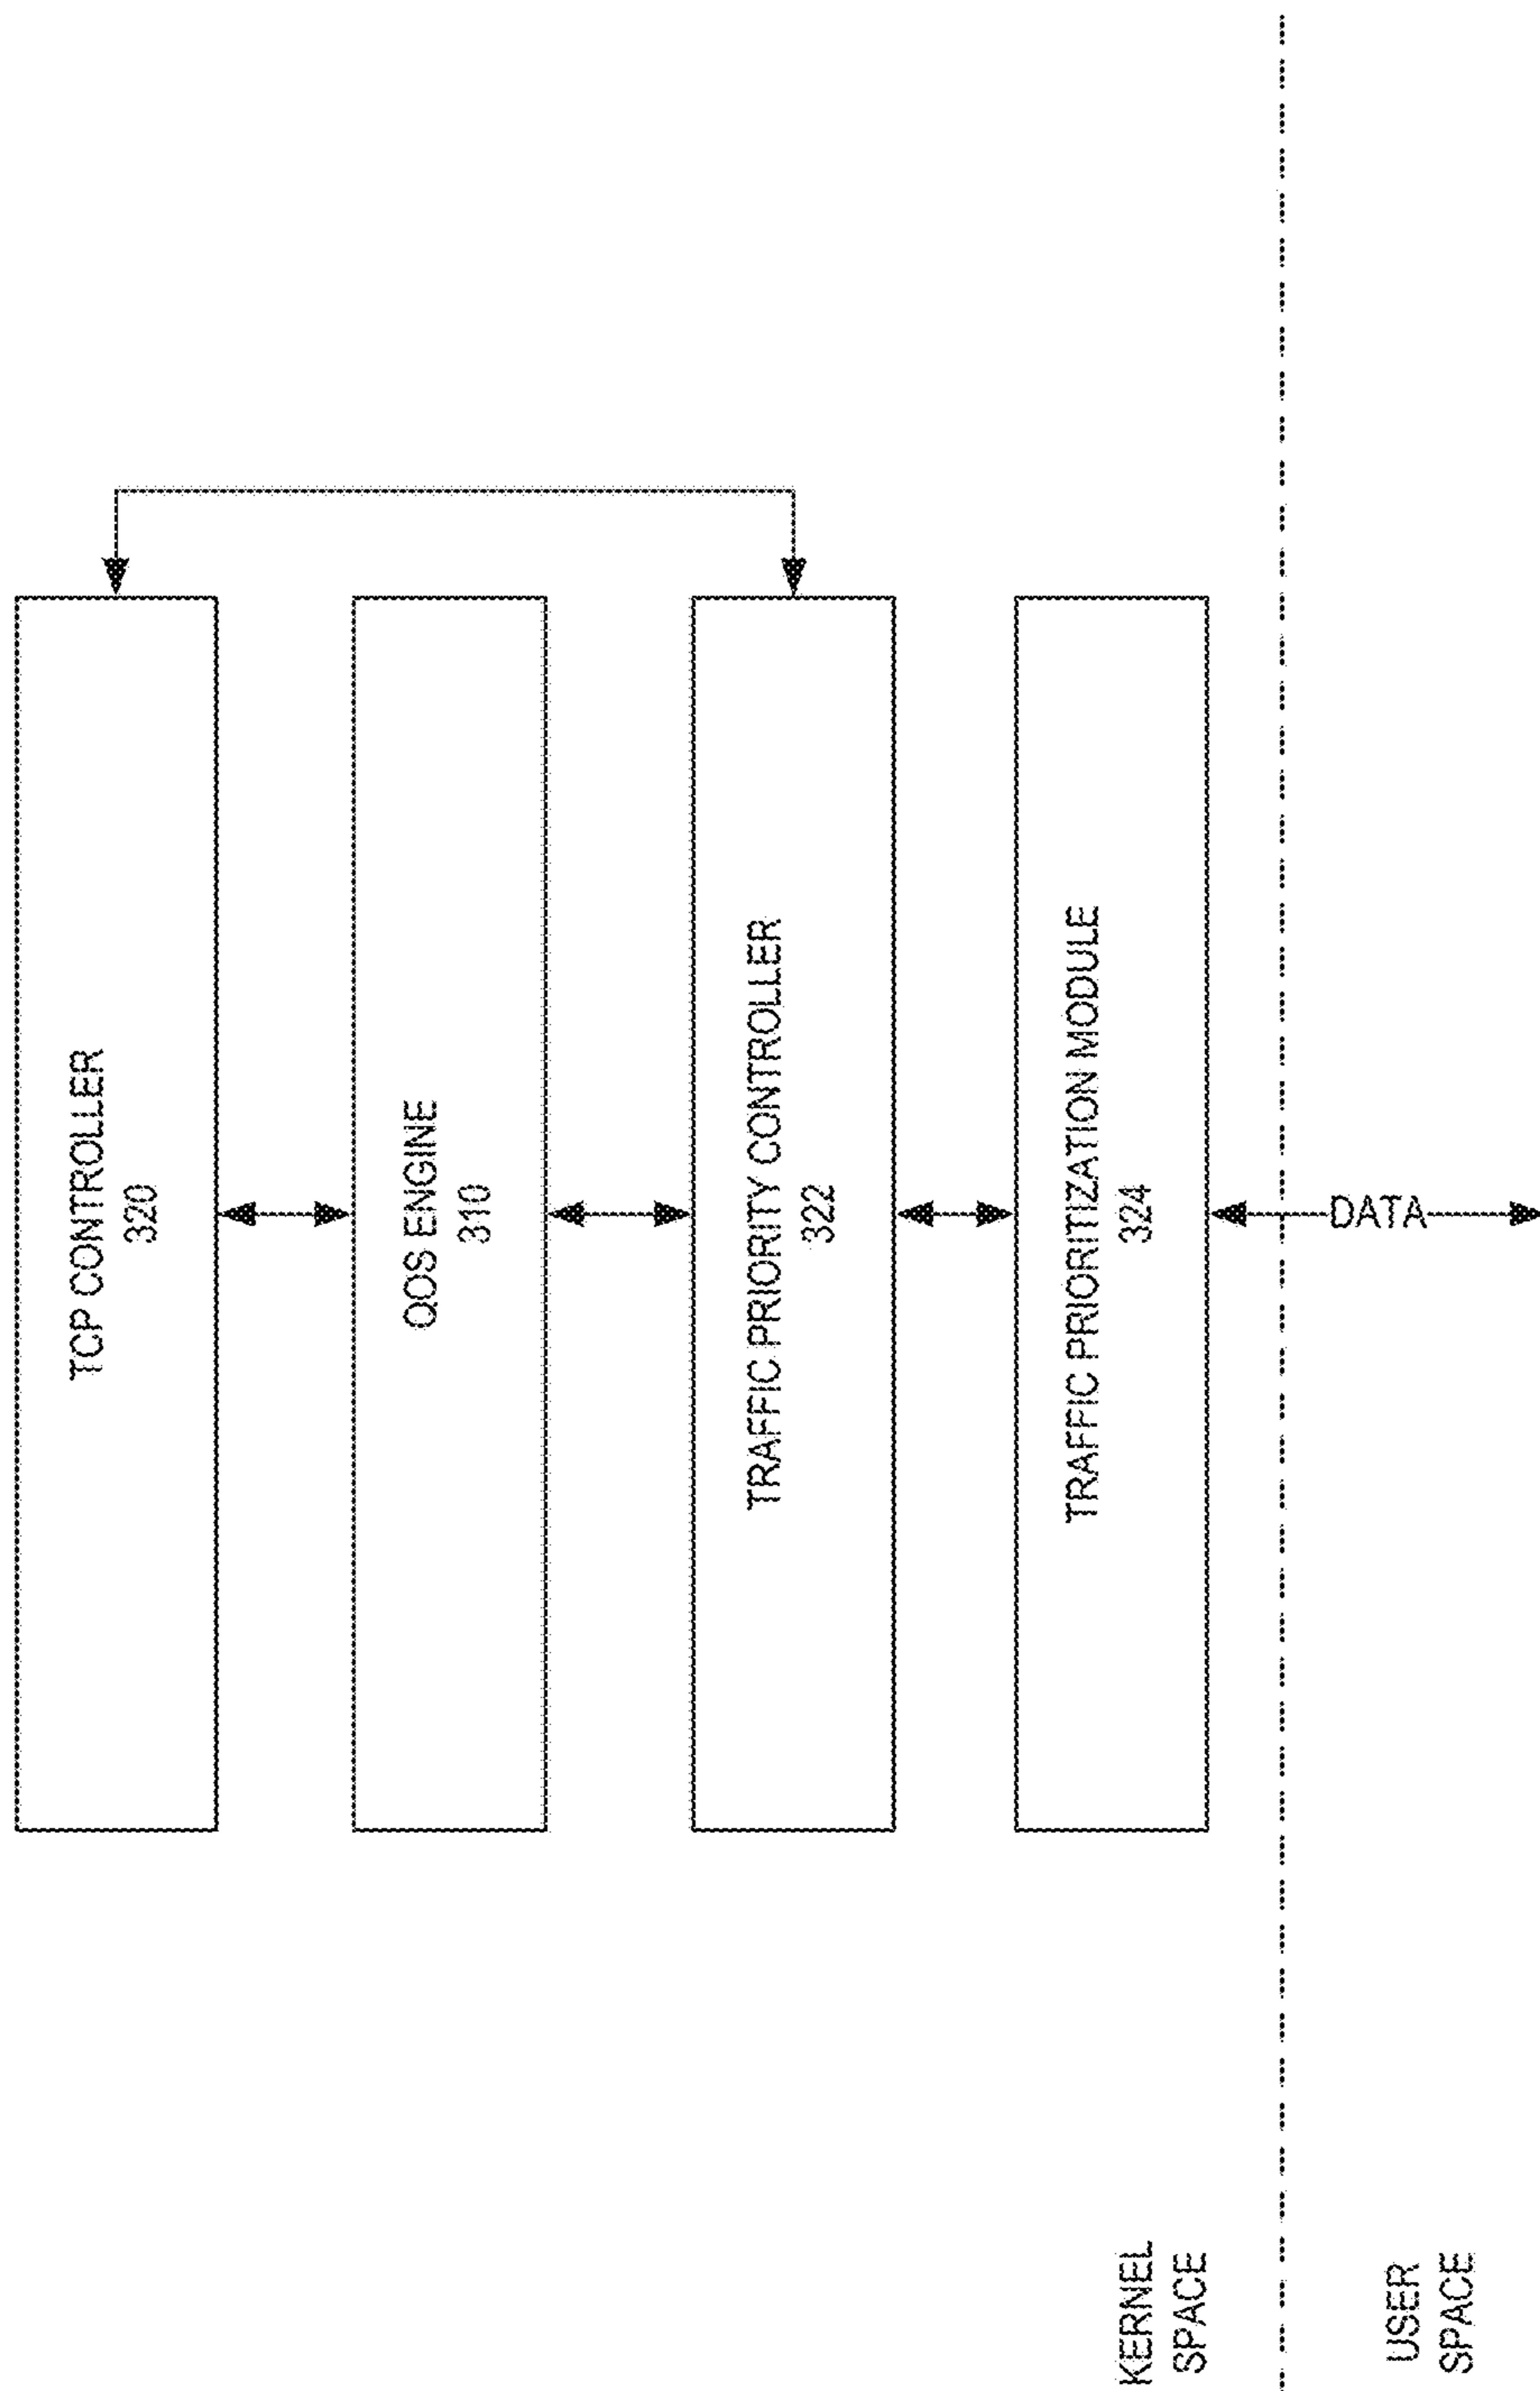 TCP CONTROLLER
320
QOS ENGINE
310
TRAFFIC PRIORITY CONTROLLER
322
TRAFFIC PRIORITIZATION MODULE
324
KERNEL
SPACE
DATA
USER
SPACE